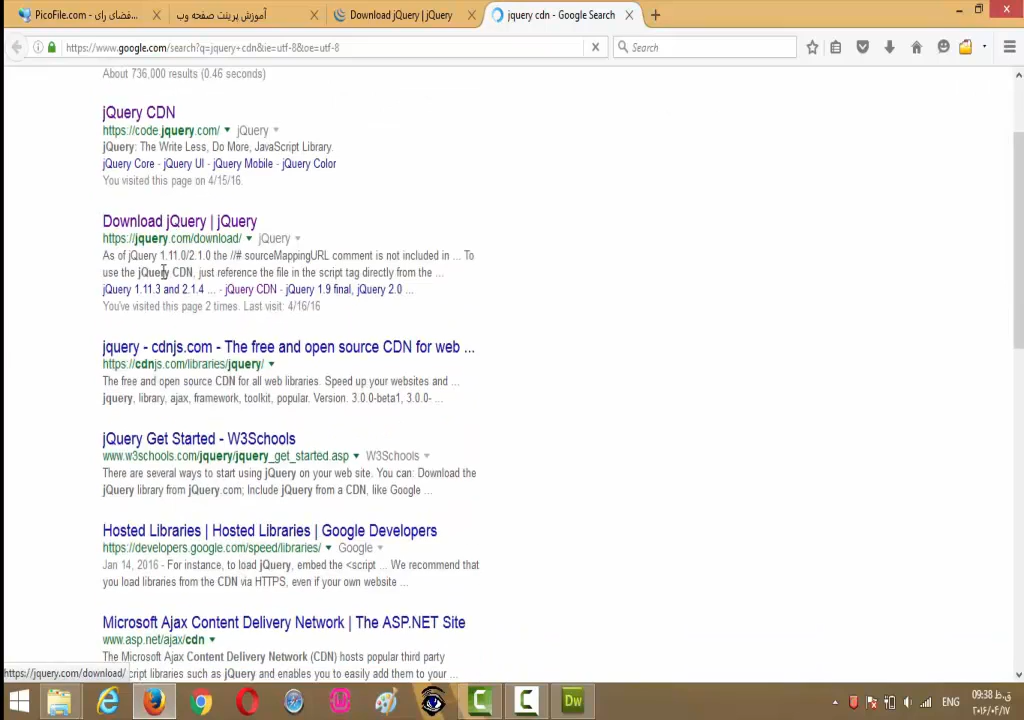 PicoFile.com - فضای رای...
آموزش پرینت صفحه وب
Download jQuery | jQuery
jquery cdn - Google Search
https://www.google.com/search?q=jquery+cdn&ie=utf-8&oe=utf-8
Search
About 736,000 results (0.46 seconds)
jQuery CDN
https://code.jquery.com/ jQuery
jQuery: The Write Less, Do More, JavaScript Library.
jQuery Core - jQuery UI - jQuery Mobile - jQuery Color
You visited this page on 4/15/16.
Download jQuery | jQuery
https://jquery.com/download/ jQuery
As of jQuery 1.11.0/2.1.0 the //# sourceMappingURL comment is not included in ... To
use the jQuery CDN, just reference the file in the script tag directly from the ...
jQuery 1.11.3 and 2.1.4 ... - jQuery CDN - jQuery 1.9 final, jQuery 2.0 ...
You've visited this page 2 times. Last visit: 4/16/16
jquery - cdnjs.com - The free and open source CDN for web ...
https://cdnjs.com/libraries/jquery/
The free and open source CDN for all web libraries. Speed up your websites and ...
jquery, library, ajax, framework, toolkit, popular. Version. 3.0.0-beta1, 3.0.0- ...
jQuery Get Started - W3Schools
www.w3schools.com/jquery/jquery_get_started.asp W3Schools
There are several ways to start using jQuery on your web site. You can: Download the
jQuery library from jQuery.com; Include jQuery from a CDN, like Google ...
Hosted Libraries | Hosted Libraries | Google Developers
https://developers.google.com/speed/libraries/ Google
Jan 14, 2016 - For instance, to load jQuery, embed the <script ... We recommend that
you load libraries from the CDN via HTTPS, even if your own website ...
Microsoft Ajax Content Delivery Network | The ASP.NET Site
www.asp.net/ajax/cdn
The Microsoft Ajax Content Delivery Network (CDN) hosts popular third party
https://jquery.com/download/ cript libraries such as jQuery and enables you to easily add them to your ...
Dw
ENG
09:38 ق.ظ
۲۰۱۶/۰۴/۱۷